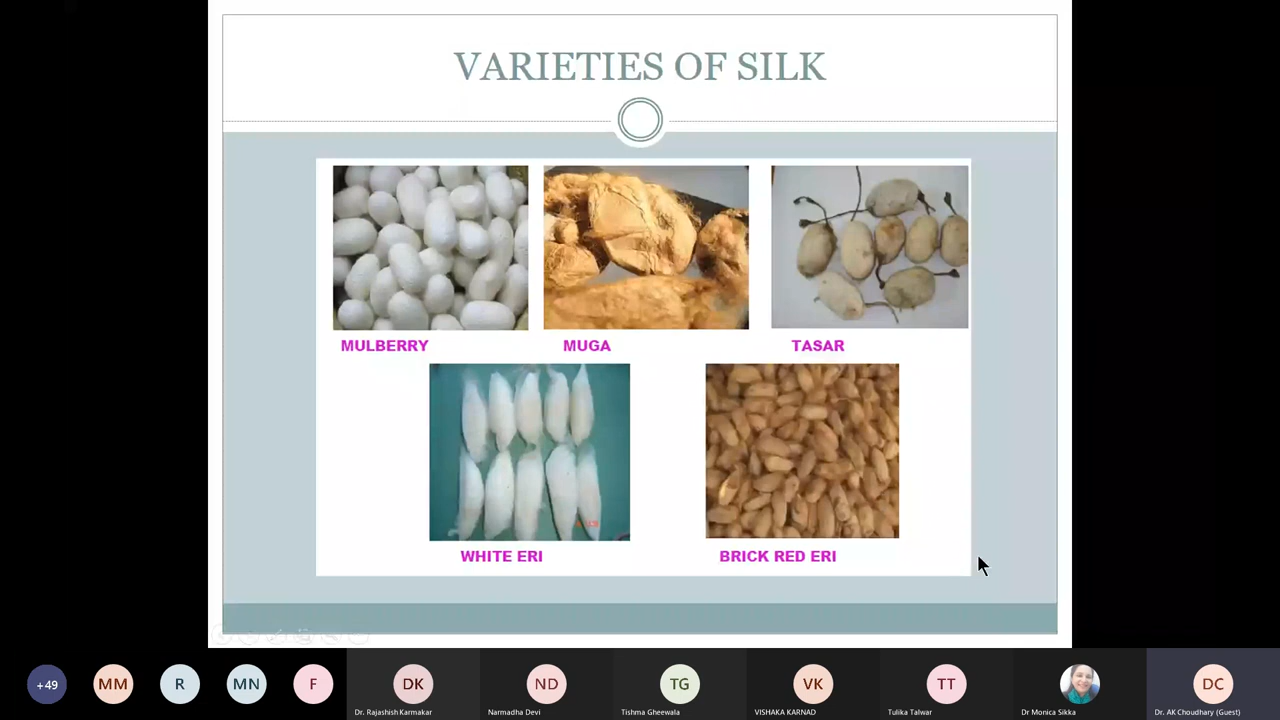 VARIETIES OF SILK
MULBERRY
MUGA
TASAR
WHITE ERI
BRICK RED ERI
+49
MM
R
MN
F
DK
ND
TG
VK
TT
DC
Dr. Rajashish Karmakar
Narmadha Devi
Tishma Gheewala
VISHAKA KARNAD
Tulika Talwar
Dr Monica Sikka
Dr. AK Choudhary (Guest)